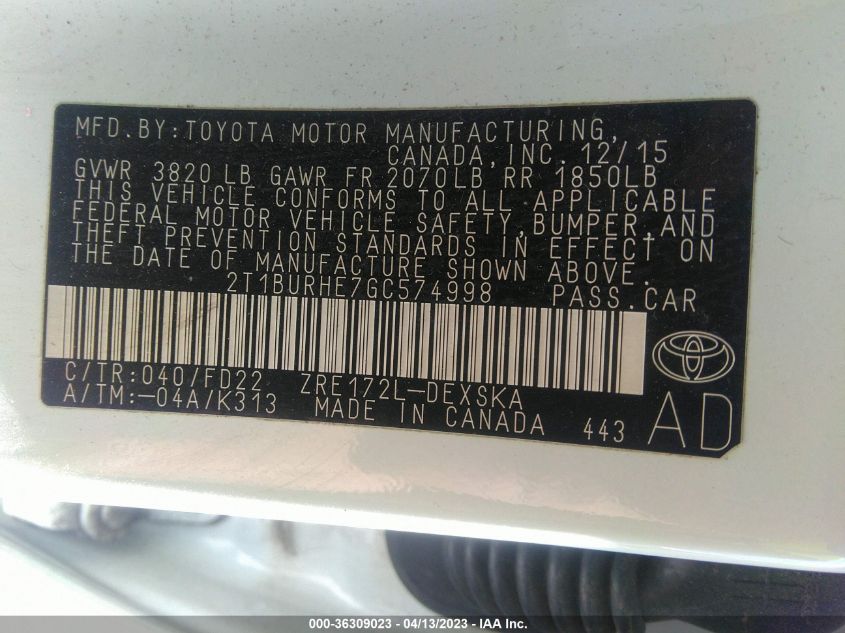 MFD.BY:TOYOTA MOTOR MANUFACTURING,
CANADA,INC. 12/15
GVWR 3820 LB GAWR FR 2070LB RR 1850LB
THIS VEHICLE CONFORMS TO ALL APPLICABLE
FEDERAL MOTOR VEHICLE SAFETY,BUMPER,AND
THEFT PREVENTION STANDARDS IN EFFECT ON
THE DATE OF MANUFACTURE SHOWN ABOVE.
2T1BURHE7GC574998 PASS.CAR
C/TR:040/FD22 ZRE172L-DEXSKA
A/TM:-04A/K313 MADE IN CANADA 443 AD
000-36309023 - 04/13/2023 - IAA Inc.